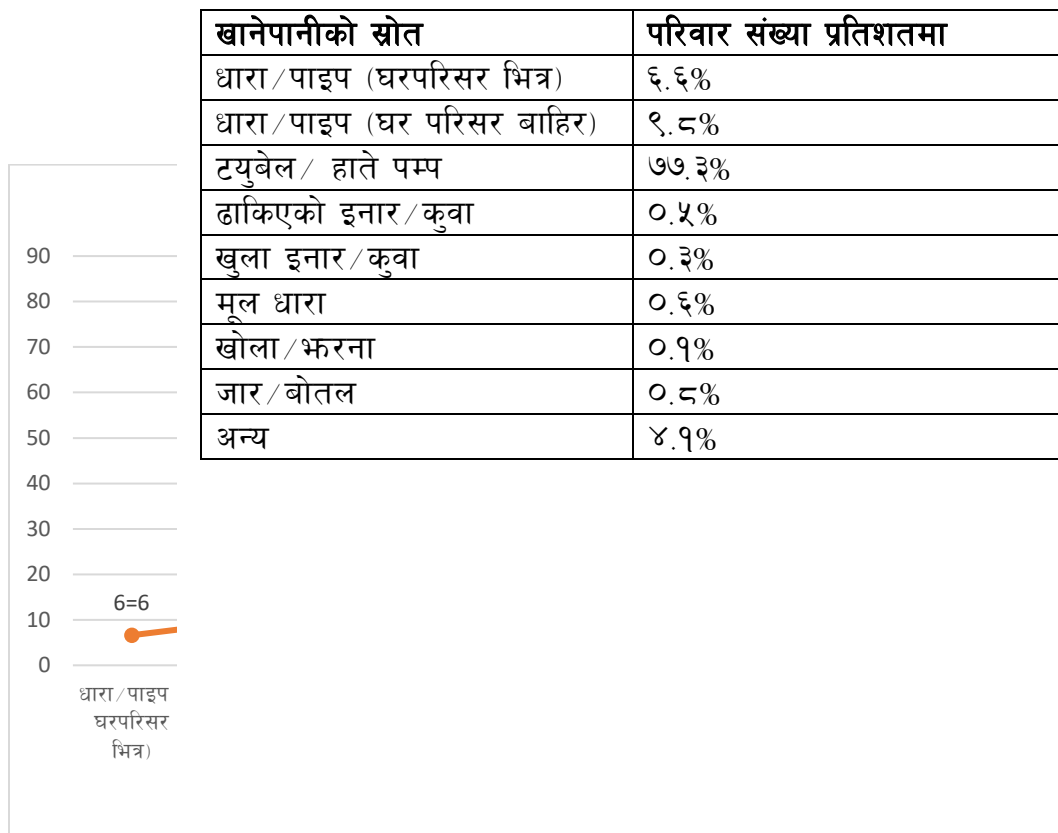 खानेपानीको स्रोत परिवार संख्या प्रतिशतमा
धारा/पाइप (घरपरिसर भित्र) ६.६%
धारा/पाइप (घर परिसर बाहिर) ९.८%
टयुबेल/ हाते पम्प ७७.३%
ढाकिएको इनार/कुवा ०.५%
खुला इनार/कुवा ०.३%
मूल धारा ०.६%
खोला/झरना ०.१%
जार/बोतल ०.८%
अन्य ४.१%
90
80
70
60
50
40
30
20
10
0
6=6
धारा/पाइप
घरपरिसर
भित्र)